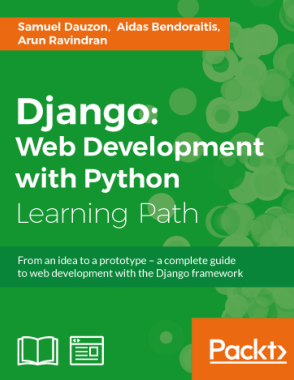 Samuel Dauzon, Aidas Bendoraitis,
Arun Ravindran
Django:
Web Development
with Python
Learning Path
From an idea to a prototype – a complete guide
to web development with the Django framework
Packt>